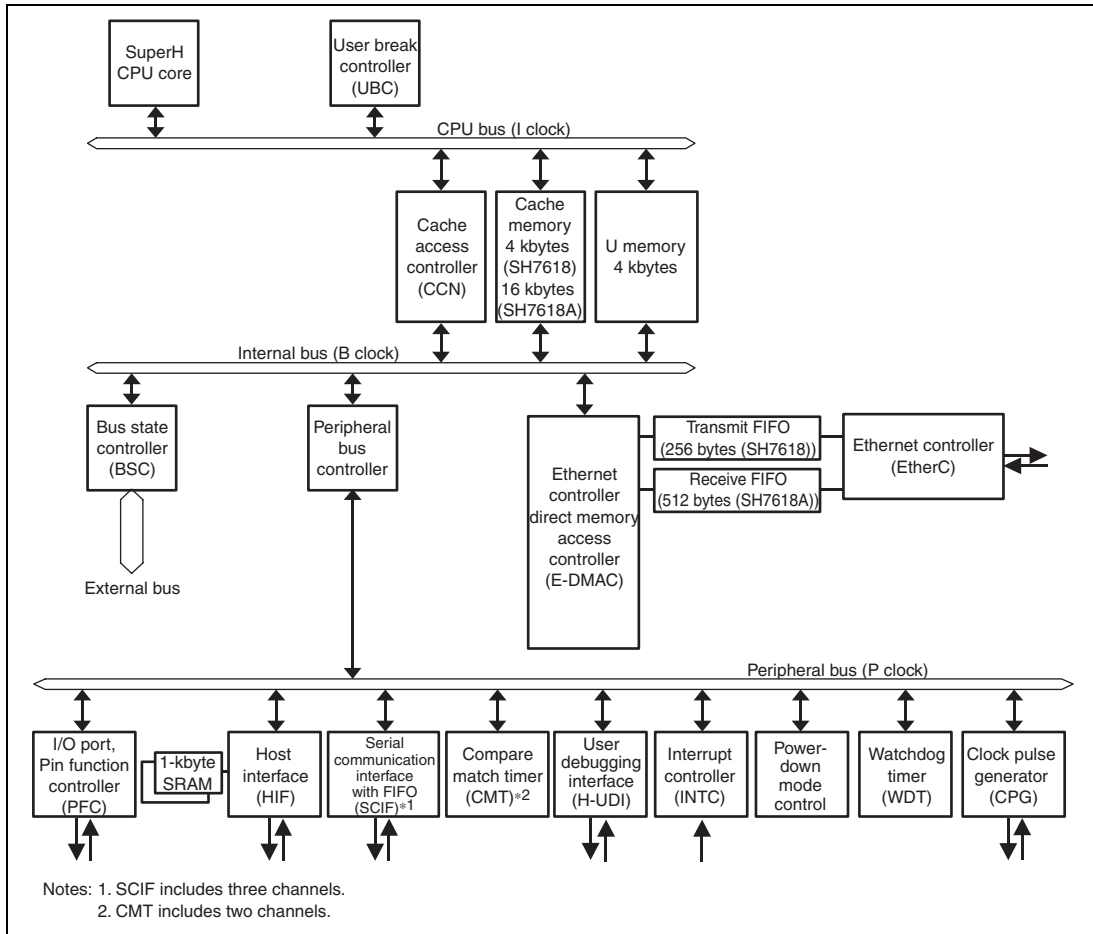 SuperH
CPU core
User break
controller
(UBC)
CPU bus (I clock)
Cache
access
controller
(CCN)
Cache
memory
4 kbytes
(SH7618)
16 kbytes
(SH7618A)
U memory
4 kbytes
Internal bus (B clock)
Bus state
controller
(BSC)
External bus
Peripheral
bus
controller
Ethernet
controller
direct memory
access
controller
(E-DMAC)
Transmit FIFO
(256 bytes (SH7618))
Receive FIFO
(512 bytes (SH7618A))
Ethernet controller
(EtherC)
Peripheral bus (P clock)
I/O port,
Pin function
controller
(PFC)
1-kbyte
SRAM
Host
interface
(HIF)
Serial
communication
interface
with FIFO
(SCIF)*1
Compare
match timer
(CMT)*2
User
debugging
interface
(H-UDI)
Interrupt
controller
(INTC)
Power-
down
mode
control
Watchdog
timer
(WDT)
Clock pulse
generator
(CPG)
Notes: 1. SCIF includes three channels.
2. CMT includes two channels.